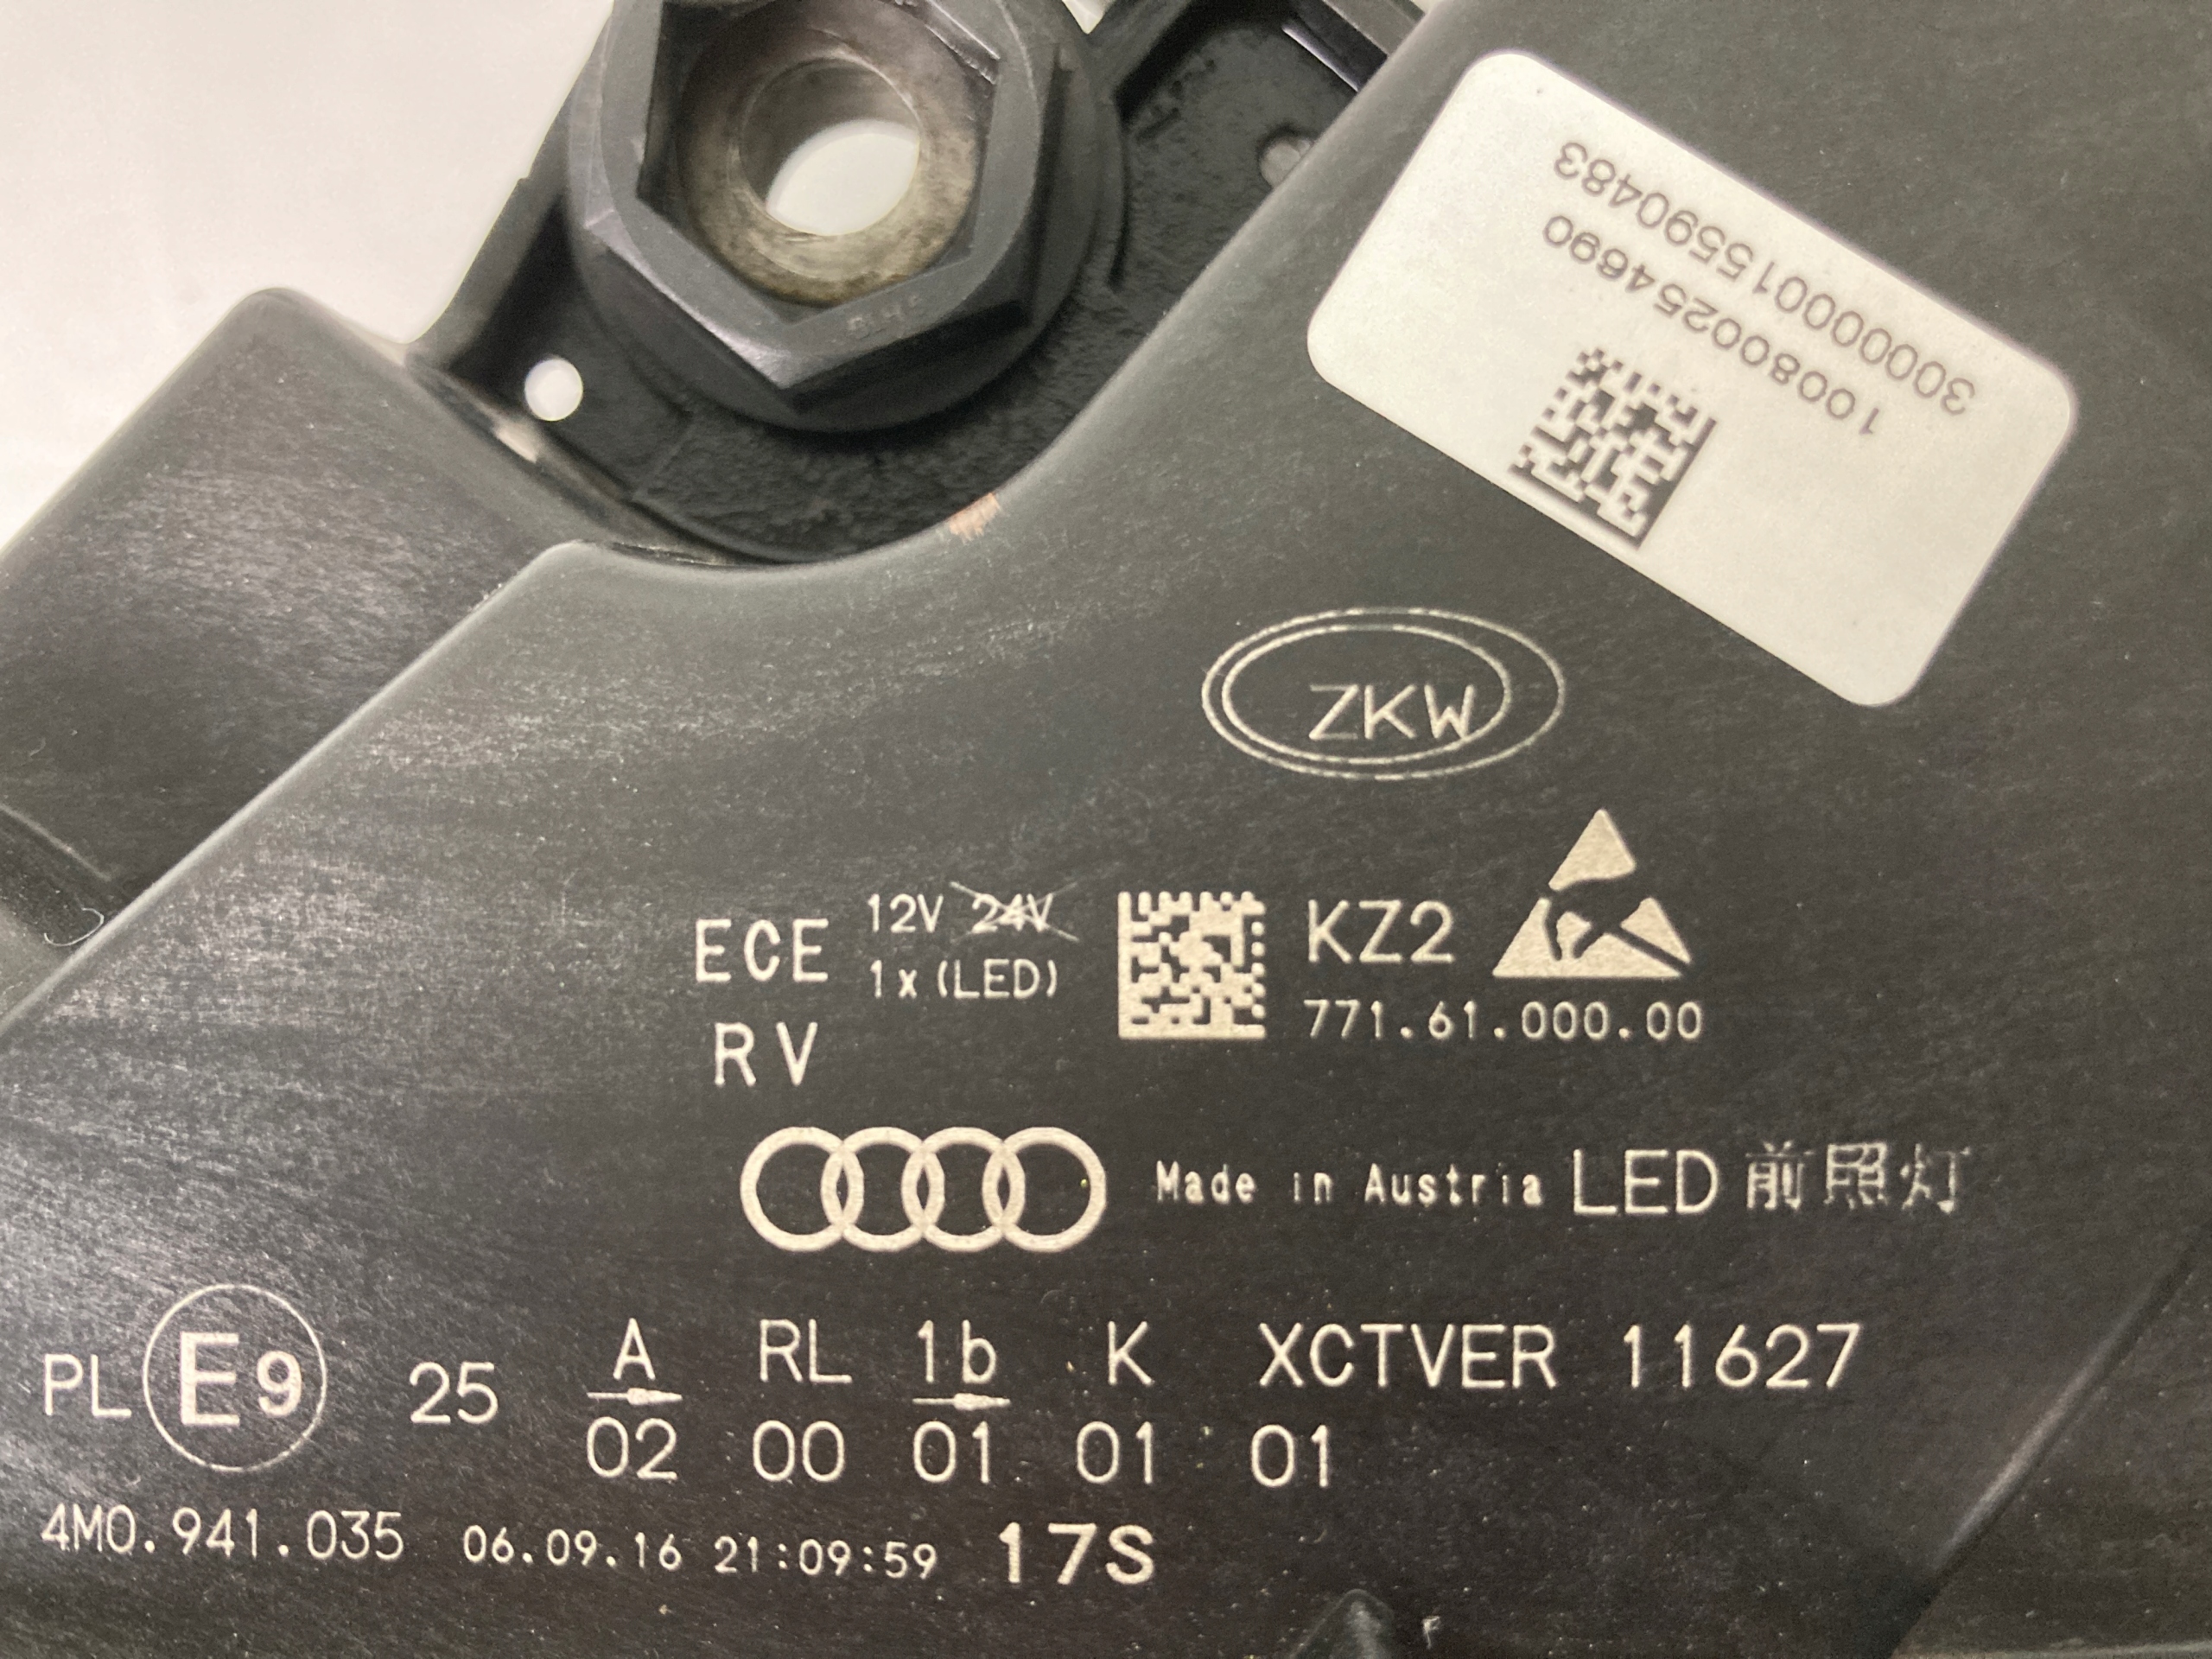 300000015590483
100800254690
ZKW
ECE 12V 24V KZ2
1x (LED)
RV 771.61.000.00
Made in Austria LED 前照灯
PL E9 25 A RL 1b K XCTVER 11627
02 00 01 01 01
4M0.941.035 06.09.16 21:09:59 17S